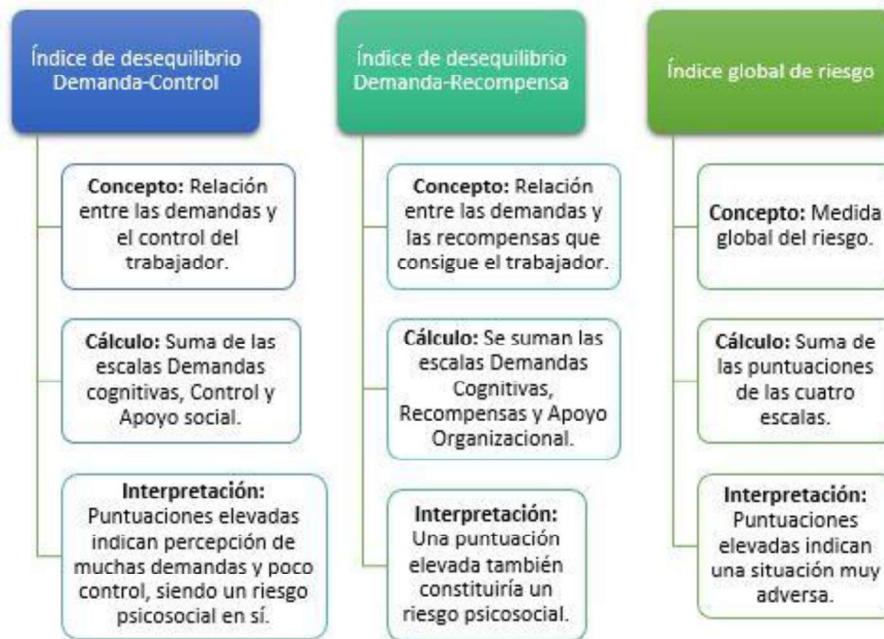 Índice de desequilibrio
Demanda-Control
Concepto: Relación
entre las demandas y
el control del
trabajador.
Cálculo: Suma de las
escalas Demandas
cognitivas, Control y
Apoyo social.
Interpretación:
Puntuaciones elevadas
indican percepción de
muchas demandas y poco
control, siendo un riesgo
psicosocial en sí.
Índice de desequilibrio
Demanda-Recompensa
Concepto: Relación
entre las demandas y
las recompensas que
consigue el trabajador.
Cálculo: Se suman las
escalas Demandas
Cognitivas,
Recompensas y Apoyo
Organizacional.
Interpretación:
Una puntuación
elevada también
constituiría un
riesgo psicosocial.
Índice global de riesgo
Concepto: Medida
global del riesgo.
Cálculo: Suma de
las puntuaciones
de las cuatro
escalas.
Interpretación:
Puntuaciones
elevadas indican
una situación muy
adversa.